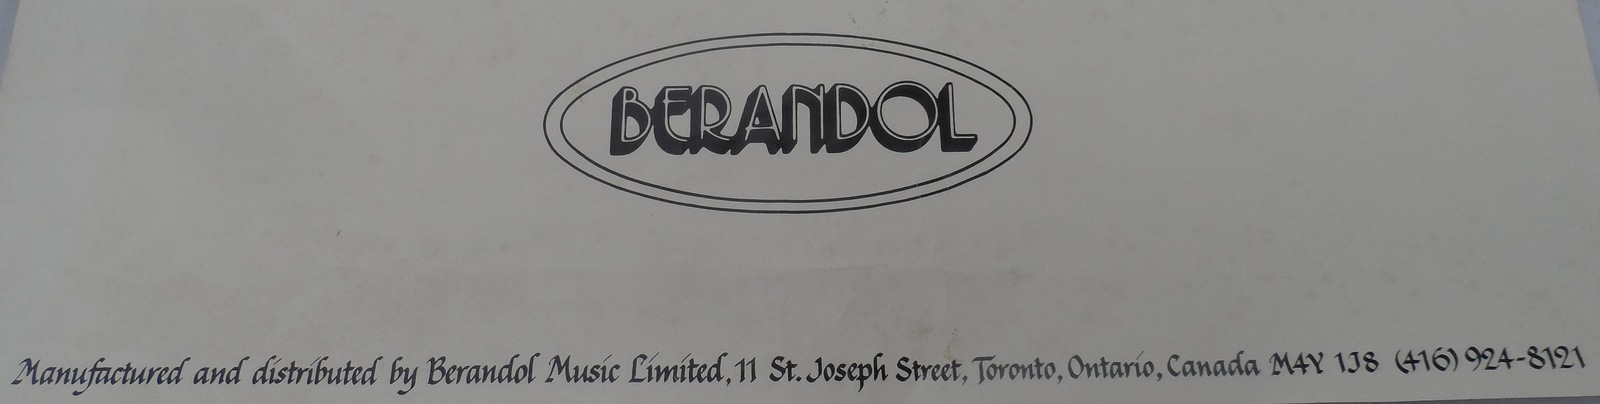 BERANDOL
Manufactured and distributed by Berandol Music Limited, 11 St. Joseph Street, Toronto, Ontario, Canada M4Y 1J8 (416) 924-8121